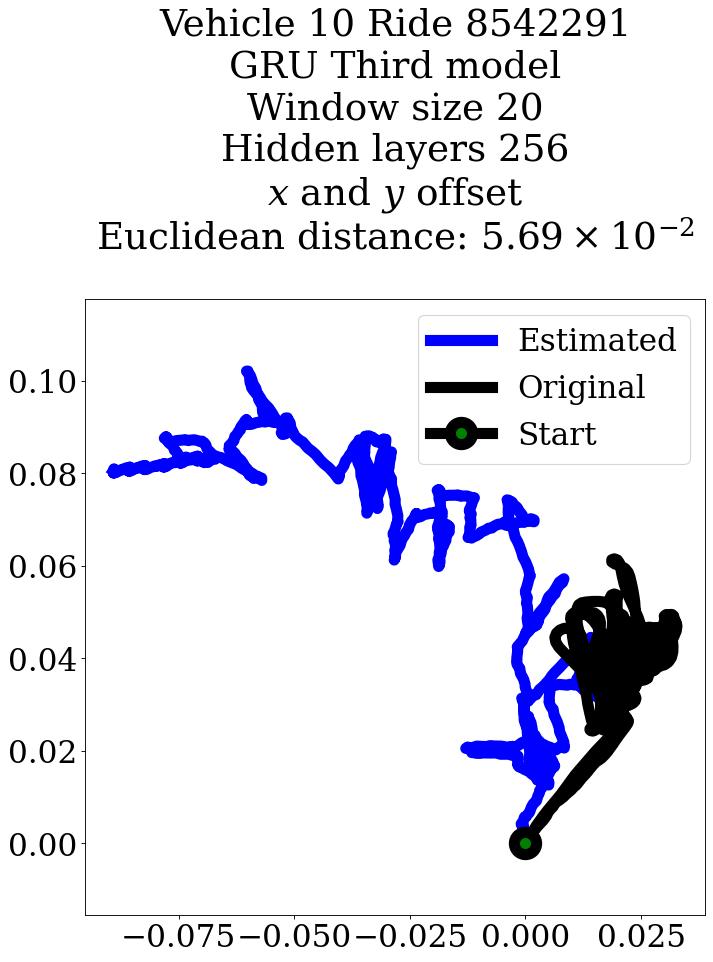 Vehicle 10 Ride 8542291
GRU Third model
Window size 20
Hidden layers 256
x and y offset
Euclidean distance: 5.69 × 10⁻²
Estimated
Original
Start
0.10
0.08
0.06
0.04
0.02
0.00
−0.075 −0.050 −0.025 0.000 0.025